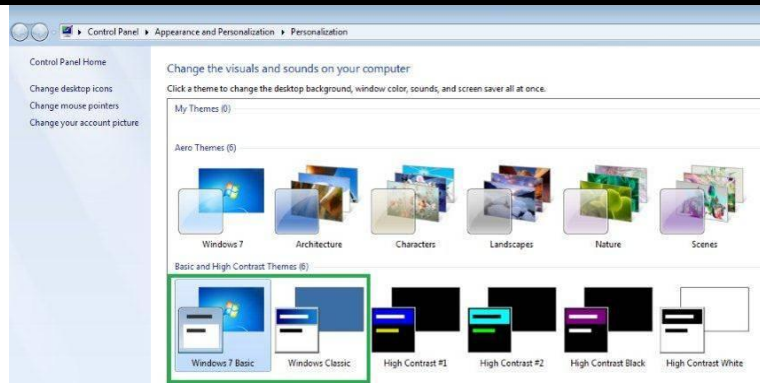 Control Panel ▸ Appearance and Personalization ▸ Personalization
Control Panel Home
Change desktop icons
Change mouse pointers
Change your account picture
Change the visuals and sounds on your computer
Click a theme to change the desktop background, window color, sounds, and screen saver all at once.
My Themes (0)
Aero Themes (6)
Windows 7 Architecture Characters Landscapes Nature Scenes
Basic and High Contrast Themes (6)
Windows 7 Basic Windows Classic High Contrast #1 High Contrast #2 High Contrast Black High Contrast White